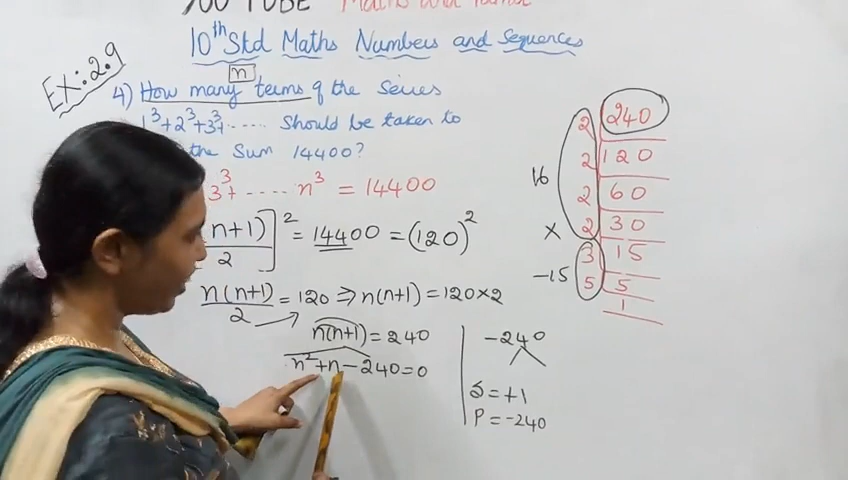 YOU TUBE Maths
10th Std Maths Numbers and Sequences
EX:2.9
n
4) How many terms of the Series
1³+2³+3³+...... Should be taken to
the Sum 14400?
3³+ ..... n³ = 14400
n+1)/2]² = 14400 = (120)²
n(n+1)/2 = 120 ⇒ n(n+1) = 120×2
n(n+1) = 240
n²+n-240=0
-240
S = +1
P = -240
2 240
2 120
2 60
2 30
3 15
5 5
1
16
×
-15